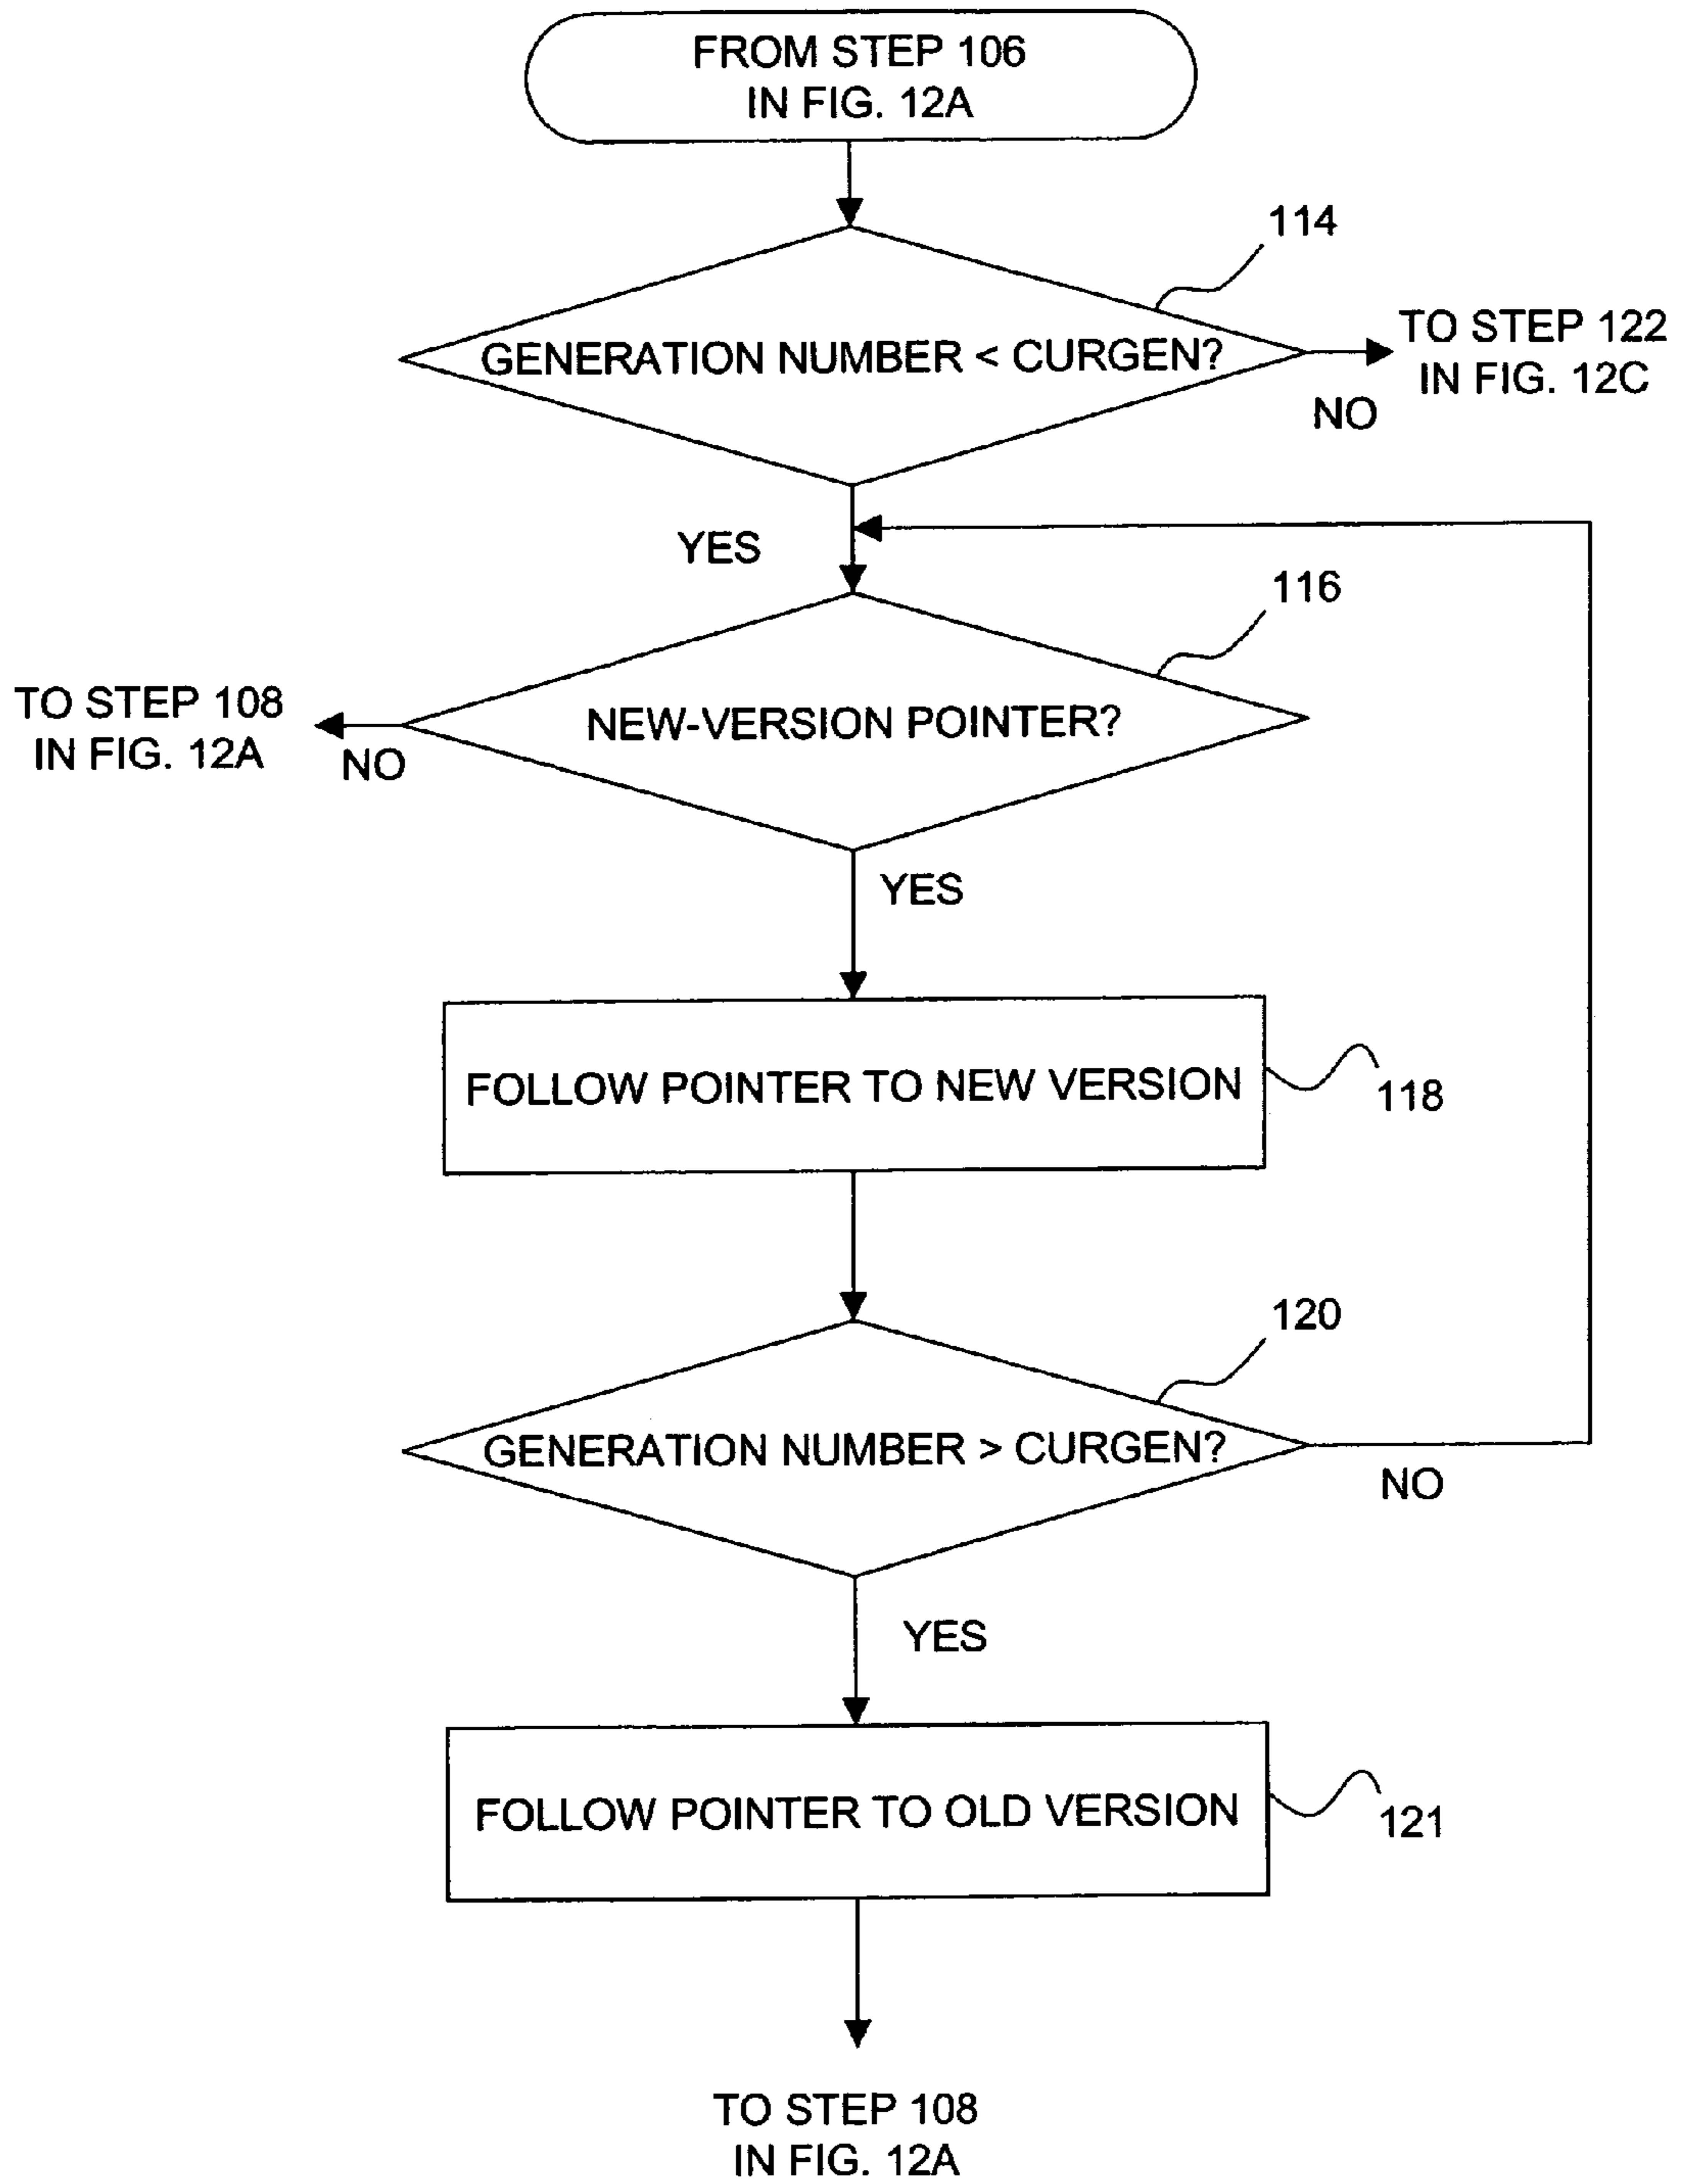 FROM STEP 106
IN FIG. 12A
114
GENERATION NUMBER < CURGEN?
TO STEP 122
IN FIG. 12C
NO
YES
116
TO STEP 108
IN FIG. 12A
NO
NEW-VERSION POINTER?
YES
FOLLOW POINTER TO NEW VERSION
118
120
GENERATION NUMBER > CURGEN?
NO
YES
FOLLOW POINTER TO OLD VERSION
121
TO STEP 108
IN FIG. 12A